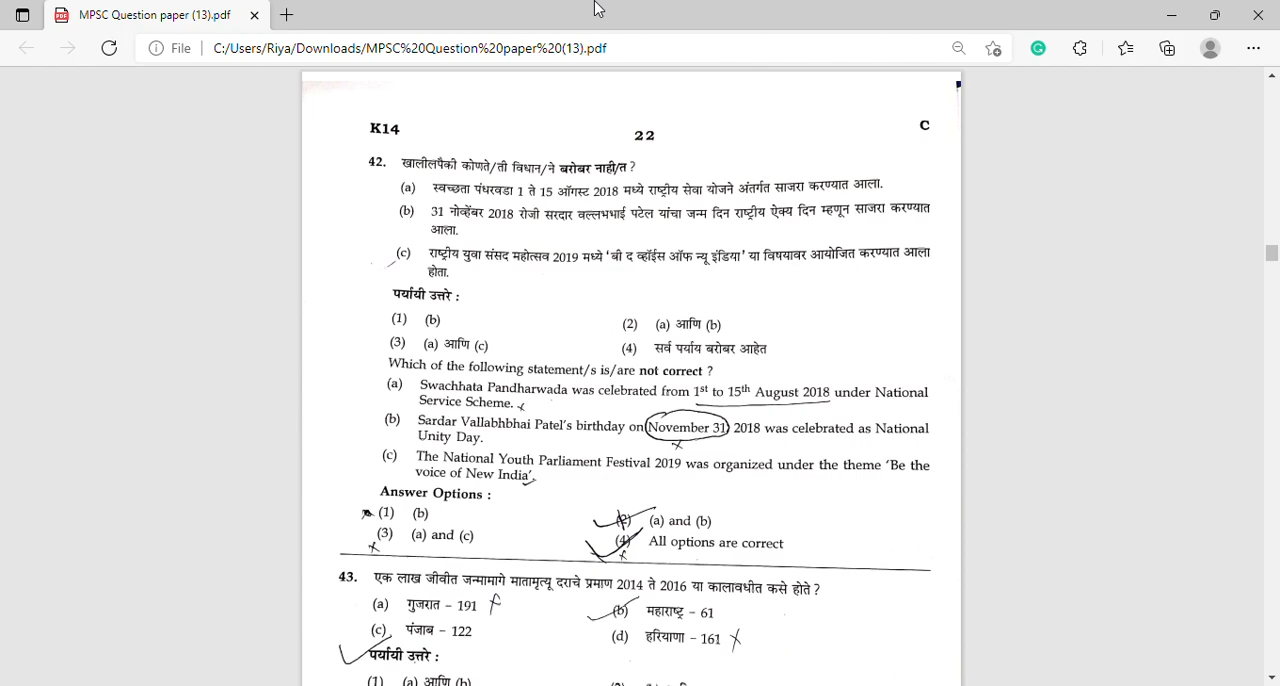 MPSC Question paper (13).pdf
File
C:/Users/Riya/Downloads/MPSC%20Question%20paper%20(13).pdf
K14 22 C
42. खालीलपैकी कोणते/ती विधान/ने बरोबर नाही/त ?
(a) स्वच्छता पंधरवडा 1 ते 15 ऑगस्ट 2018 मध्ये राष्ट्रीय सेवा योजने अंतर्गत साजरा करण्यात आला.
(b) 31 नोव्हेंबर 2018 रोजी सरदार वल्लभभाई पटेल यांचा जन्म दिन राष्ट्रीय ऐक्य दिन म्हणून साजरा करण्यात
आला.
(c) राष्ट्रीय युवा संसद महोत्सव 2019 मध्ये 'बी द व्हॉईस ऑफ न्यू इंडिया' या विषयावर आयोजित करण्यात आला
होता.
पर्यायी उत्तरे :
(1) (b) (2) (a) आणि (b)
(3) (a) आणि (c) (4) सर्व पर्याय बरोबर आहेत
Which of the following statement/s is/are not correct ?
(a) Swachhata Pandharwada was celebrated from 1st to 15th August 2018 under National
Service Scheme.
(b) Sardar Vallabhbhai Patel's birthday on November 31 2018 was celebrated as National
Unity Day.
(c) The National Youth Parliament Festival 2019 was organized under the theme 'Be the
voice of New India'.
Answer Options :
(1) (b) (2) (a) and (b)
(3) (a) and (c) (4) All options are correct
43. एक लाख जीवीत जन्मामागे मातामृत्यू दराचे प्रमाण 2014 ते 2016 या कालावधीत कसे होते ?
(a) गुजरात - 191 (b) महाराष्ट्र - 61
(c) पंजाब - 122 (d) हरियाणा - 161
पर्यायी उत्तरे :
(1) (a) आणि (b)